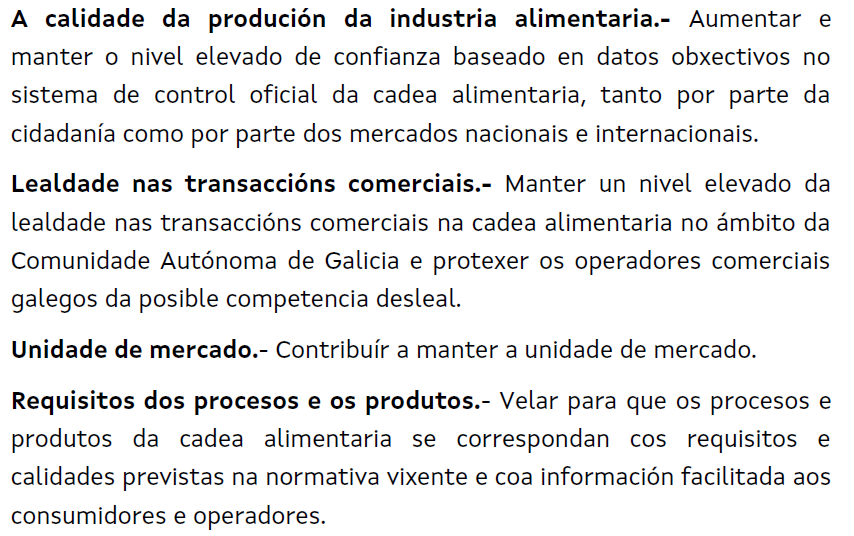 A calidade da produción da industria alimentaria.- Aumentar e
manter o nivel elevado de confianza baseado en datos obxectivos no
sistema de control oficial da cadea alimentaria, tanto por parte da
cidadanía como por parte dos mercados nacionais e internacionais.
Lealdade nas transaccións comerciais.- Manter un nivel elevado da
lealdade nas transaccións comerciais na cadea alimentaria no ámbito da
Comunidade Autónoma de Galicia e protexer os operadores comerciais
galegos da posible competencia desleal.
Unidade de mercado.- Contribuír a manter a unidade de mercado.
Requisitos dos procesos e os produtos.- Velar para que os procesos e
produtos da cadea alimentaria se correspondan cos requisitos e
calidades previstas na normativa vixente e coa información facilitada aos
consumidores e operadores.